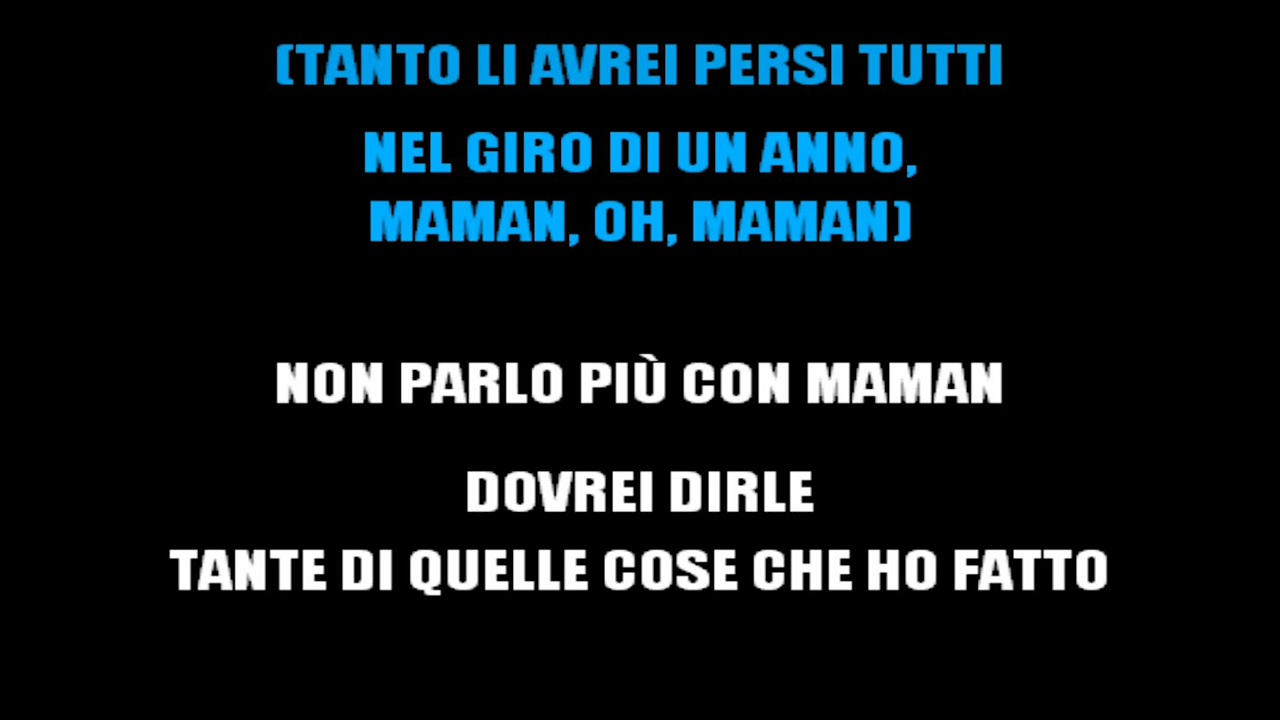 (TANTO LI AVREI PERSI TUTTI
NEL GIRO DI UN ANNO,
MAMAN, OH, MAMAN)
NON PARLO PIÙ CON MAMAN
DOVREI DIRLE
TANTE DI QUELLE COSE CHE HO FATTO